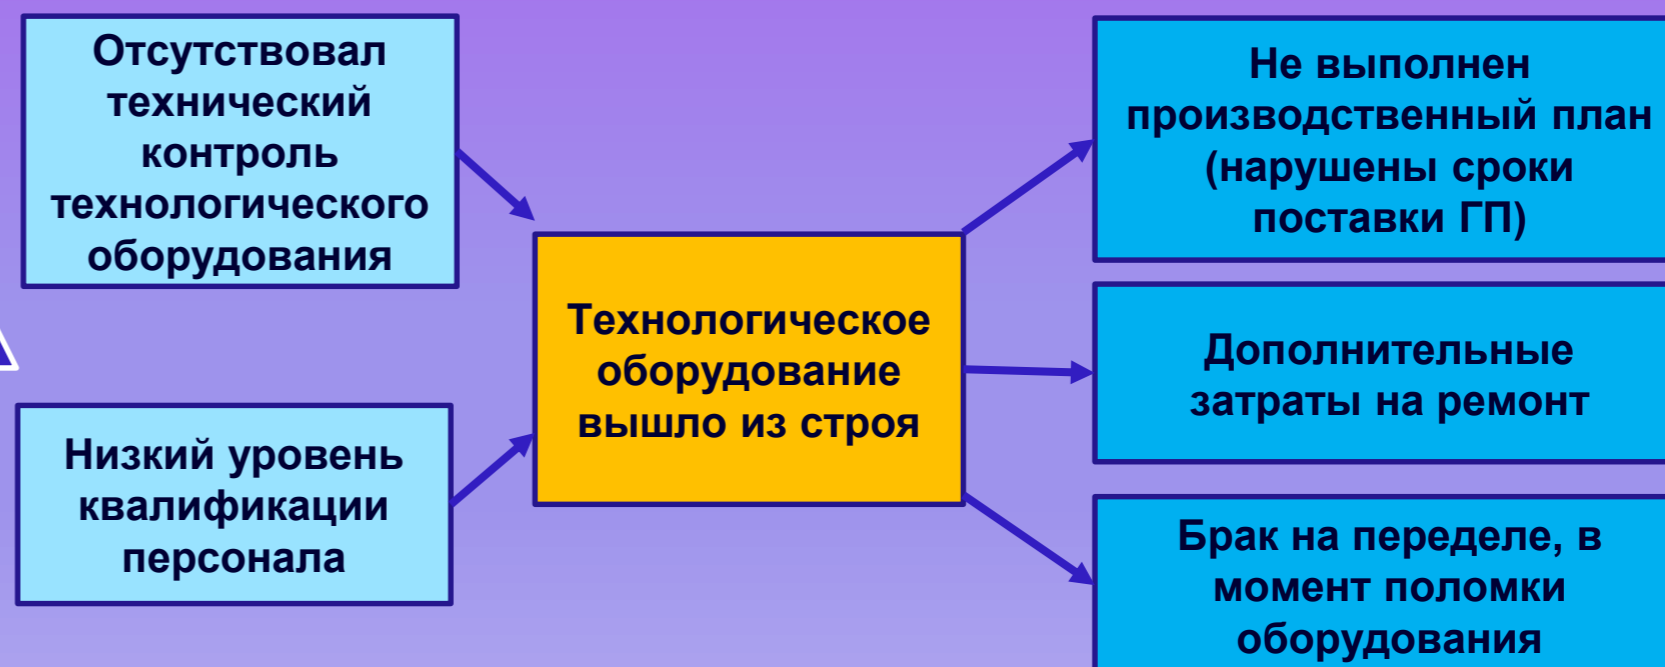 Отсутствовал
технический
контроль
технологического
оборудования
Низкий уровень
квалификации
персонала
Технологическое
оборудование
вышло из строя
Не выполнен
производственный план
(нарушены сроки
поставки ГП)
Дополнительные
затраты на ремонт
Брак на переделе, в
момент поломки
оборудования